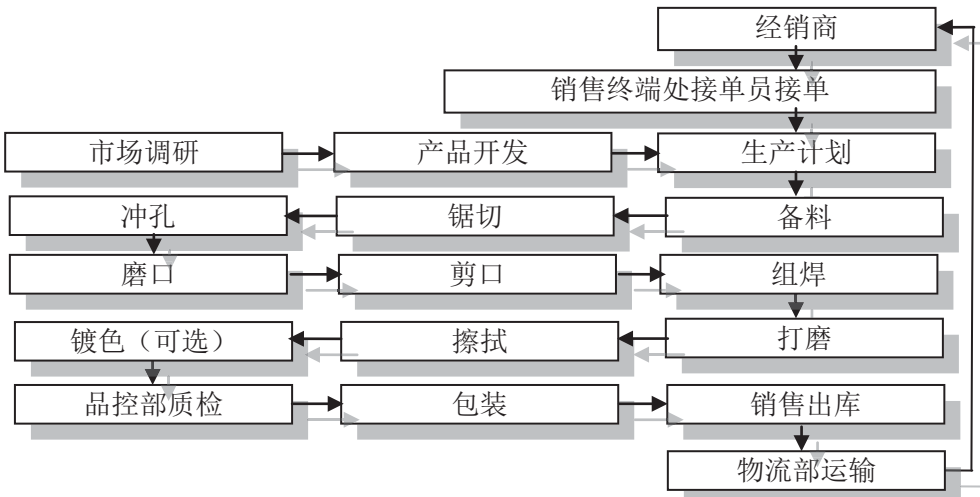 经销商
销售终端处接单员接单
市场调研 产品开发 生产计划
冲孔 锯切 备料
磨口 剪口 组焊
镀色（可选） 擦拭 打磨
品控部质检 包装 销售出库
物流部运输